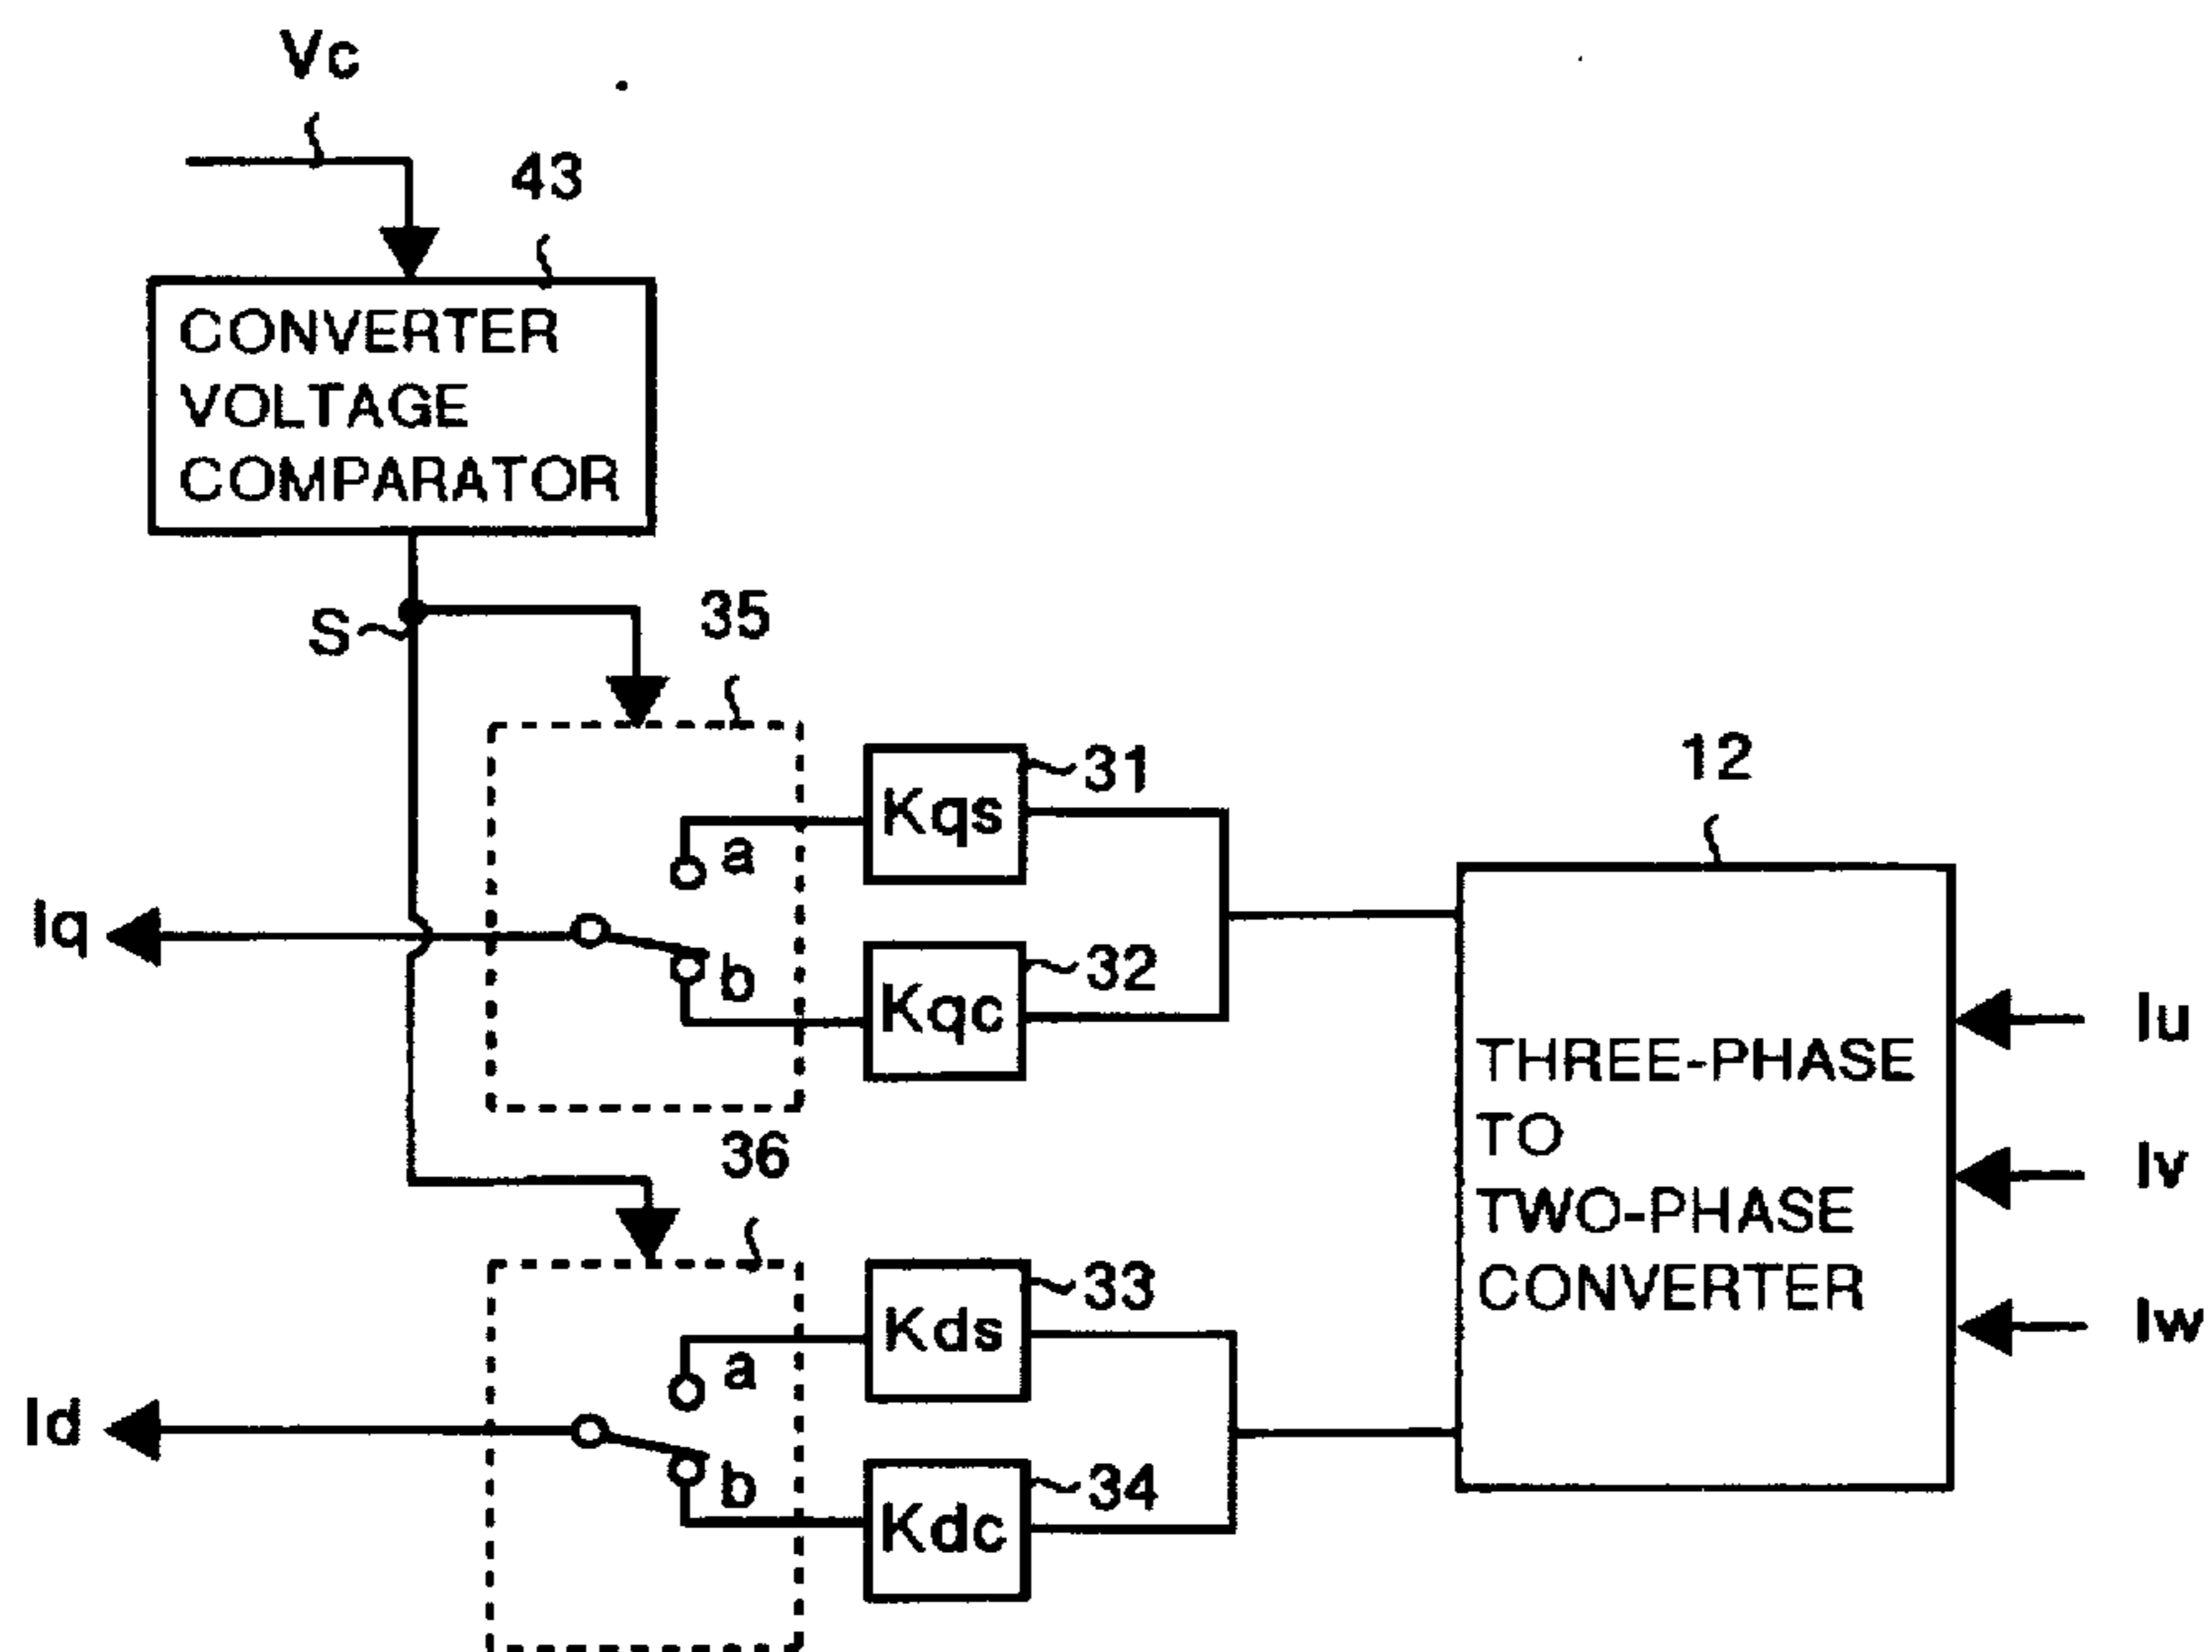 Vc
43
CONVERTER
VOLTAGE
COMPARATOR
S
35
31
Kqs
a
12
Iq
b
32
Kqc
THREE-PHASE
TO
TWO-PHASE
CONVERTER
Iu
Iv
Iw
36
33
Kds
a
Id
b
34
Kdc